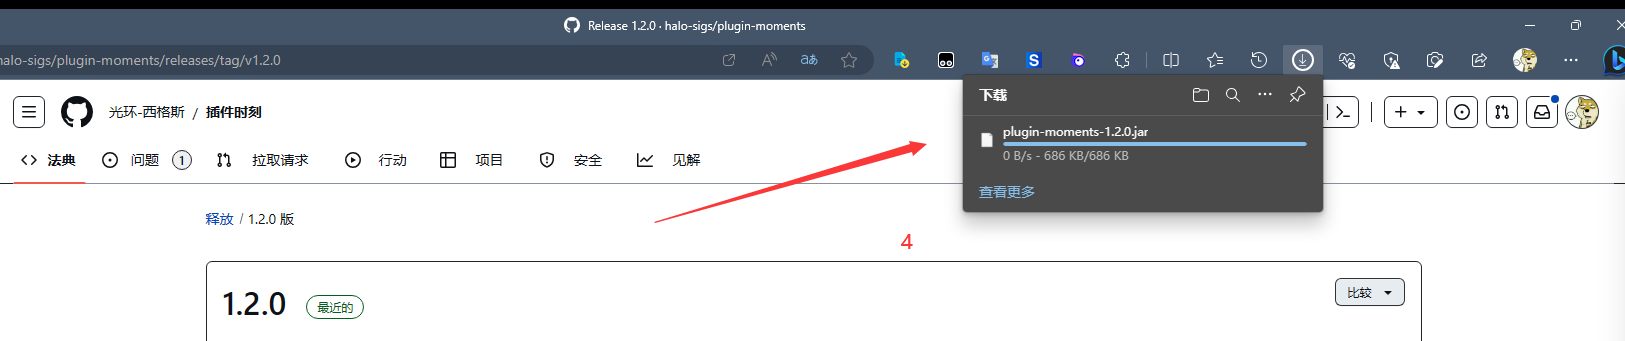 Release 1.2.0 · halo-sigs/plugin-moments
halo-sigs/plugin-moments/releases/tag/v1.2.0
aあ
S
下载
plugin-moments-1.2.0.jar
0 B/s - 686 KB/686 KB
查看更多
光环-西格斯 / 插件时刻
法典 问题 1 拉取请求 行动 项目 安全 见解
释放 / 1.2.0 版
4
1.2.0 最近的
比较